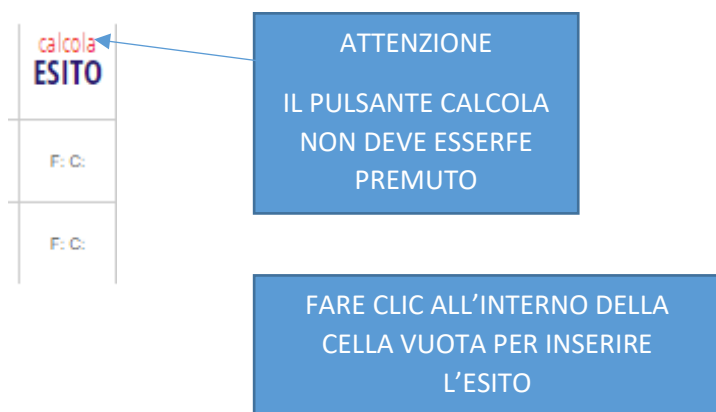 calcola
ESITO
F: C:
F: C:
ATTENZIONE
IL PULSANTE CALCOLA
NON DEVE ESSERFE
PREMUTO
FARE CLIC ALL’INTERNO DELLA
CELLA VUOTA PER INSERIRE
L’ESITO